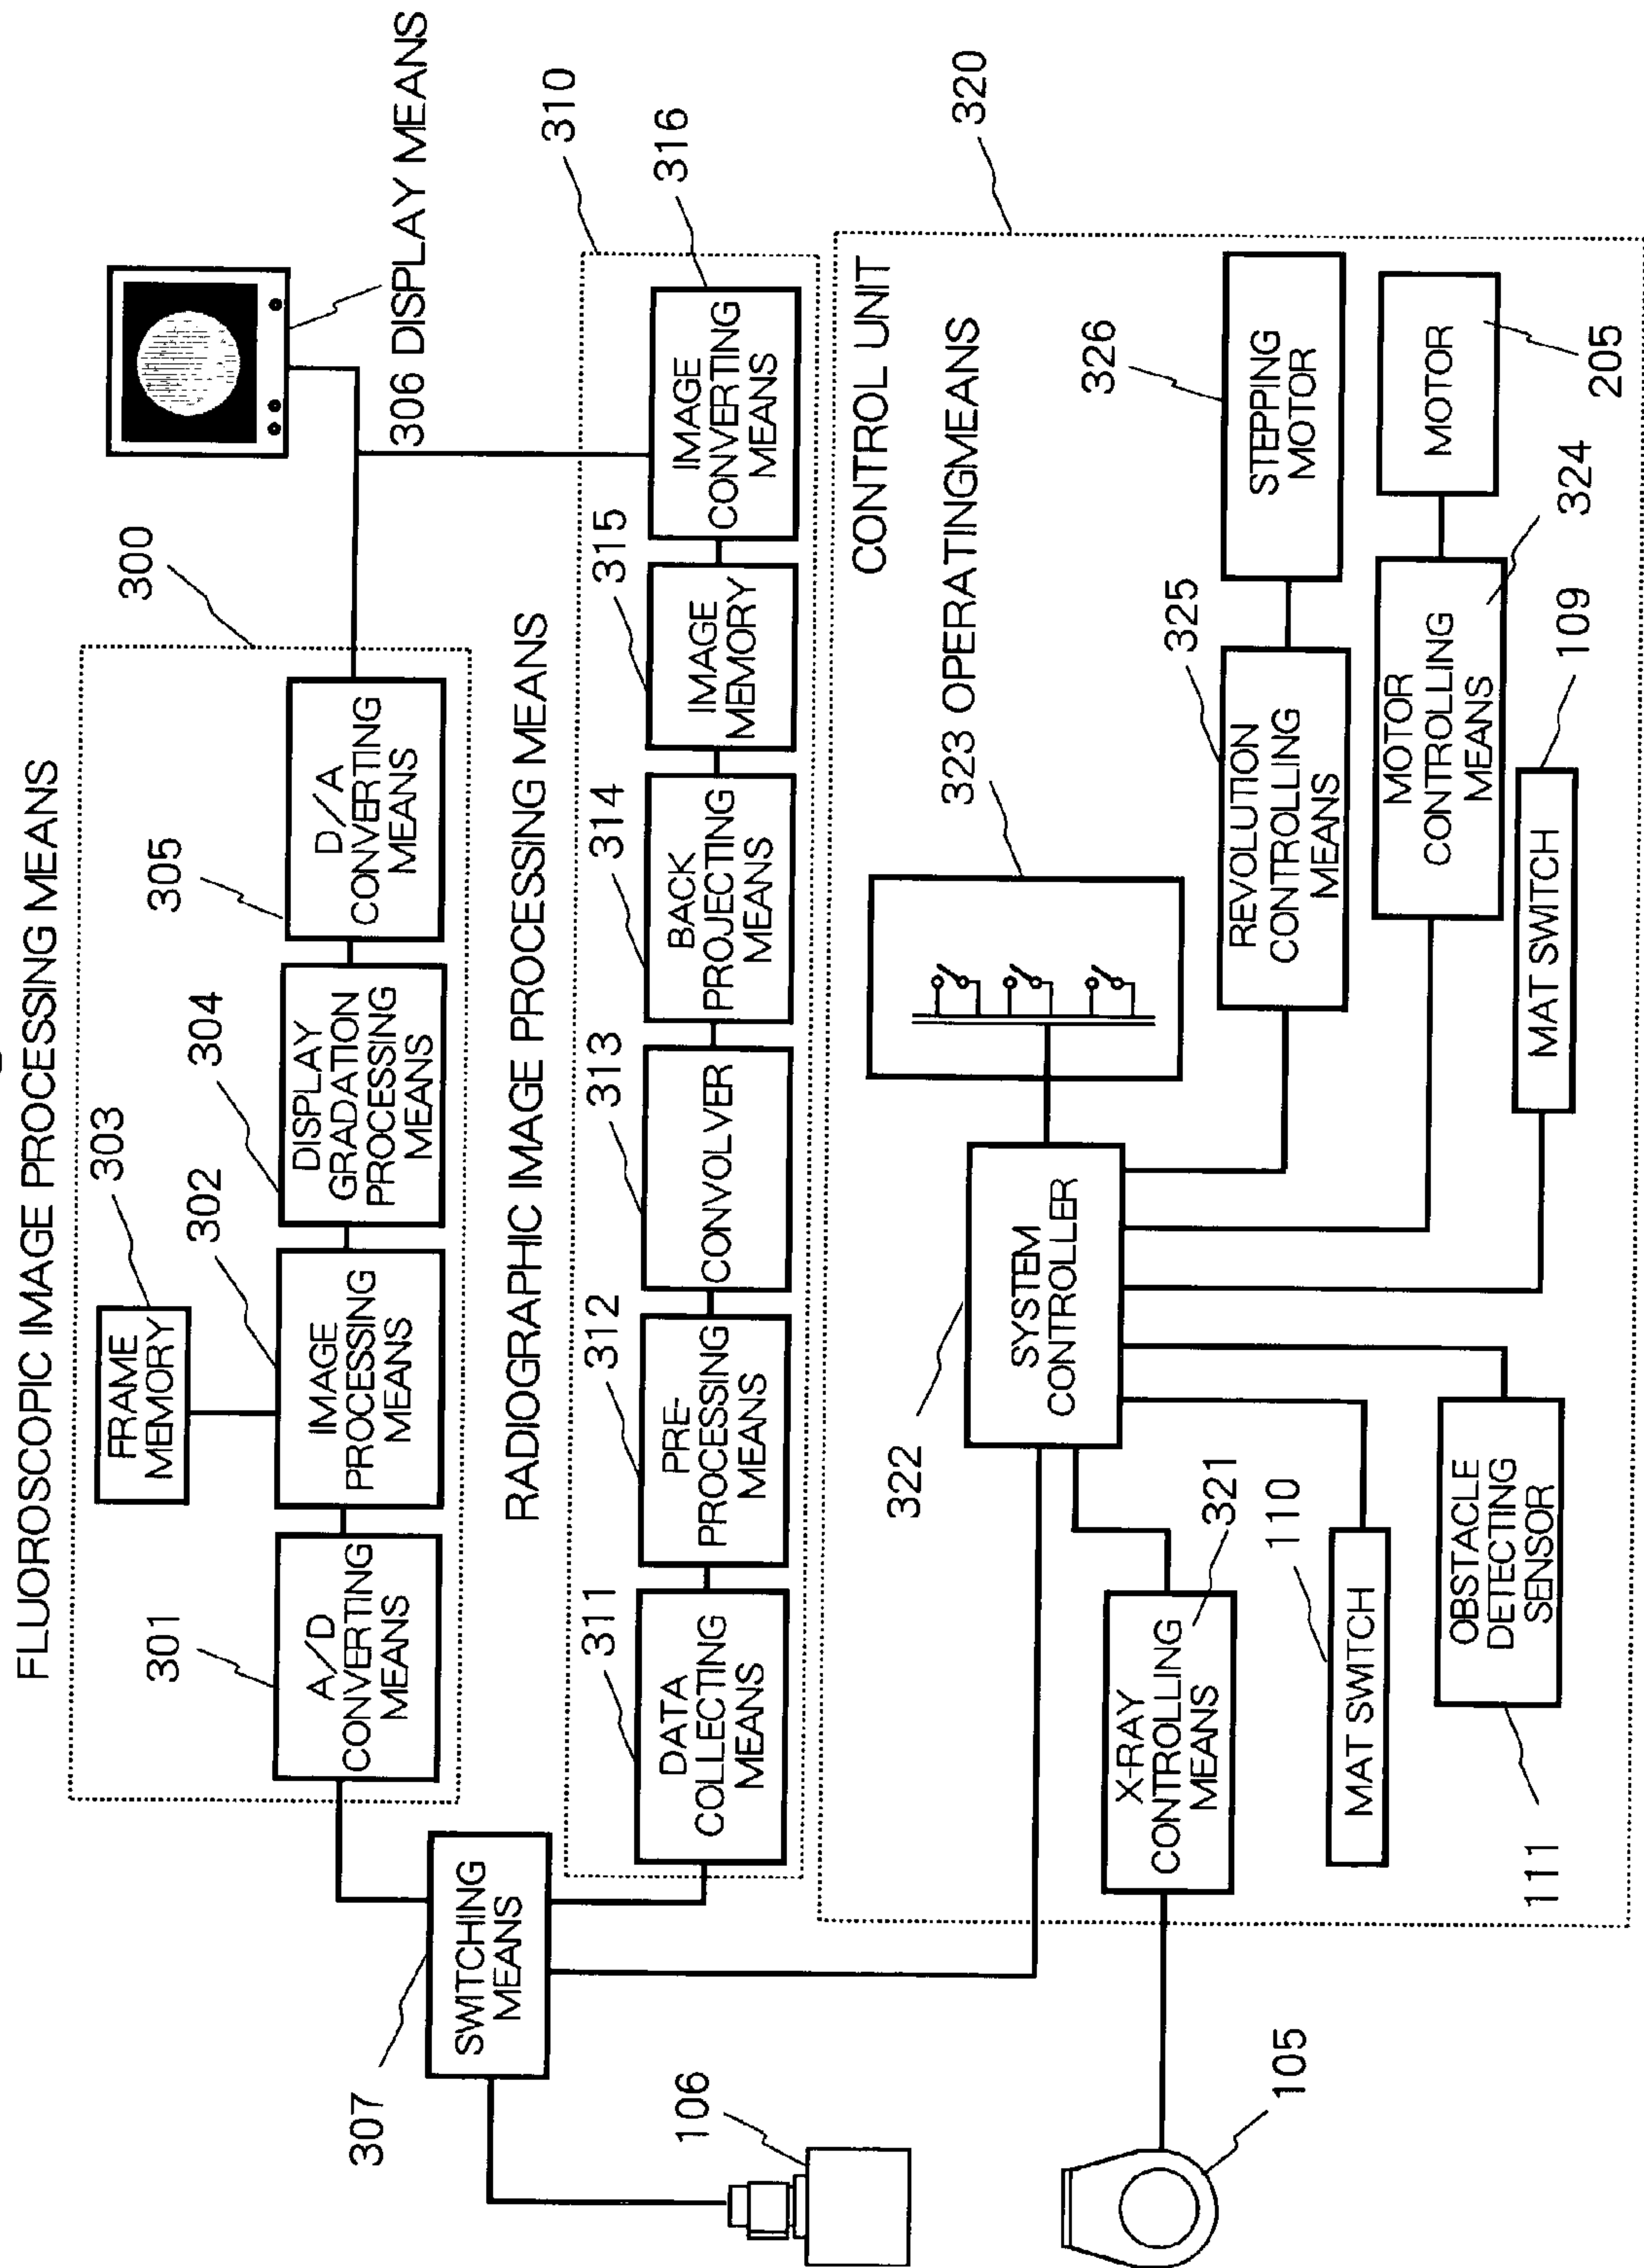 FLUOROSCOPIC IMAGE PROCESSING MEANS
300
303
FRAME
MEMORY
301
302
304
305
A/D
CONVERTING
MEANS
IMAGE
PROCESSING
MEANS
DISPLAY
GRADATION
PROCESSING
MEANS
D/A
CONVERTING
MEANS
306 DISPLAY MEANS
307
SWITCHING
MEANS
RADIOGRAPHIC IMAGE PROCESSING MEANS
310
311
312
313
314
315
316
DATA
COLLECTING
MEANS
PRE-
PROCESSING
MEANS
CONVOLVER
BACK
PROJECTING
MEANS
IMAGE
MEMORY
IMAGE
CONVERTING
MEANS
106
105
CONTROL UNIT
320
322
SYSTEM
CONTROLLER
323 OPERATINGMEANS
321
X-RAY
CONTROLLING
MEANS
325
REVOLUTION
CONTROLLING
MEANS
326
STEPPING
MOTOR
110
MAT SWITCH
MOTOR
CONTROLLING
MEANS
324
MOTOR
205
111
OBSTACLE
DETECTING
SENSOR
MAT SWITCH
109